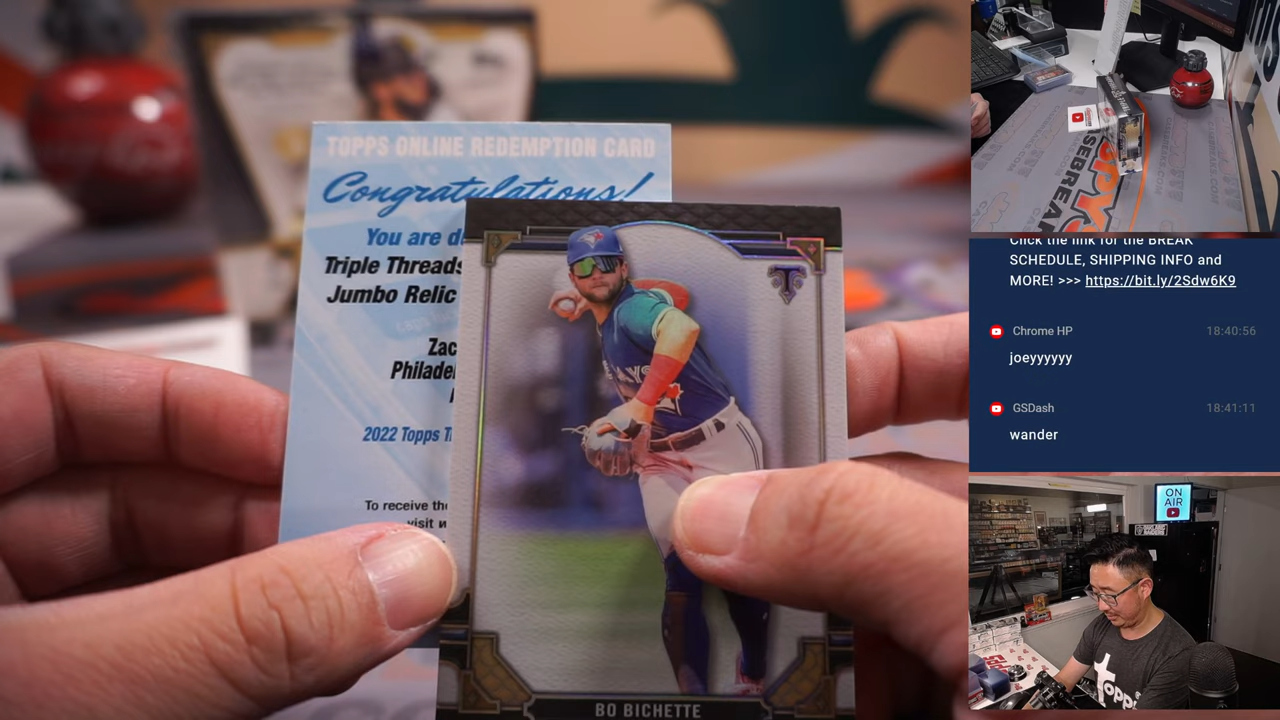 TOPPS ONLINE REDEMPTION CARD
Congratulations!
You are d
Triple Threads
Jumbo Relic
Zac
Philade
2022 Topps T
To receive the
visit w
T
BO BICHETTE
Click the link for the BREAK
SCHEDULE, SHIPPING INFO and
MORE! >>> https://bit.ly/2Sdw6K9
Chrome HP 18:40:56
joeyyyyyy
GSDash 18:41:11
wander
ON
AIR
topps